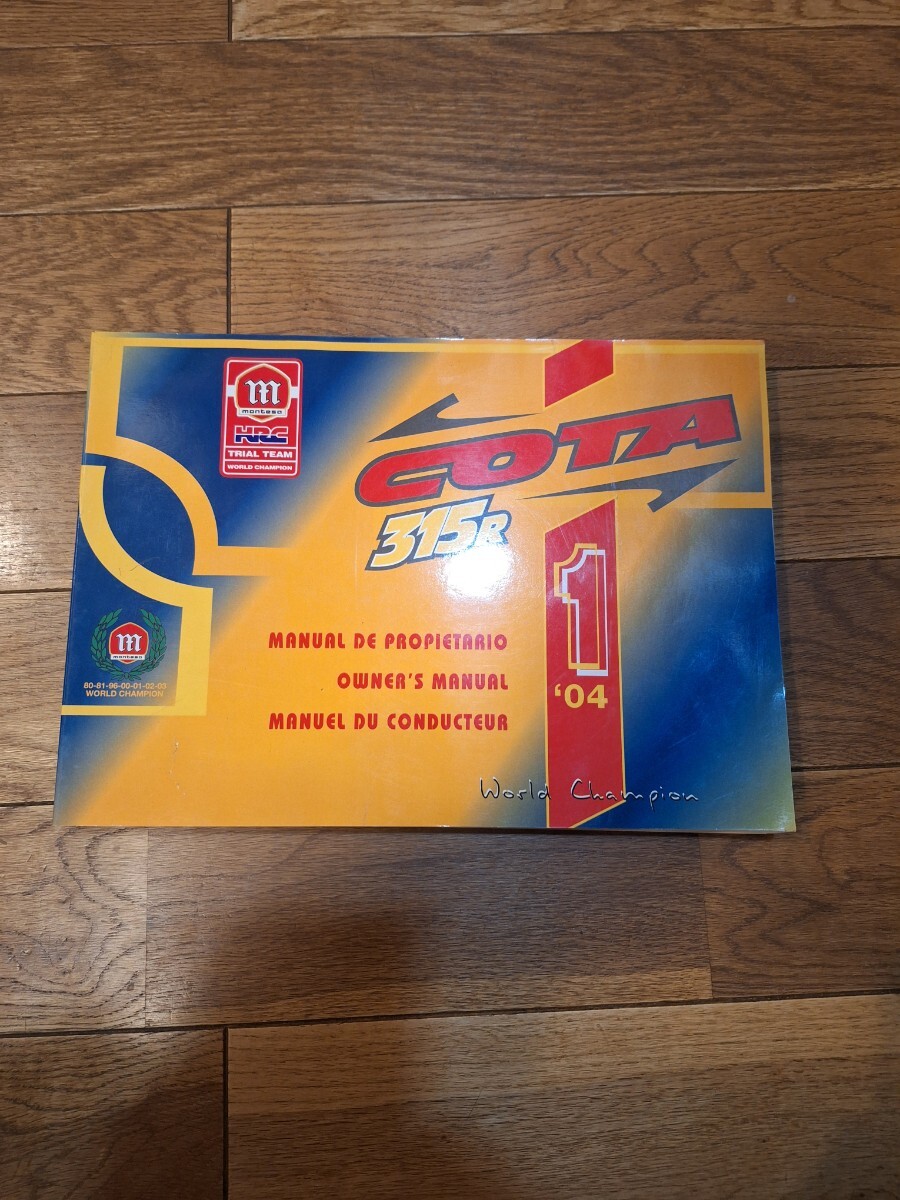 m
montesa
HRC
TRIAL TEAM
WORLD CHAMPION
COTA
315R
1
'04
MANUAL DE PROPIETARIO
OWNER'S MANUAL
MANUEL DU CONDUCTEUR
m
montesa
80-81-96-00-01-02-03
WORLD CHAMPION
World Champion